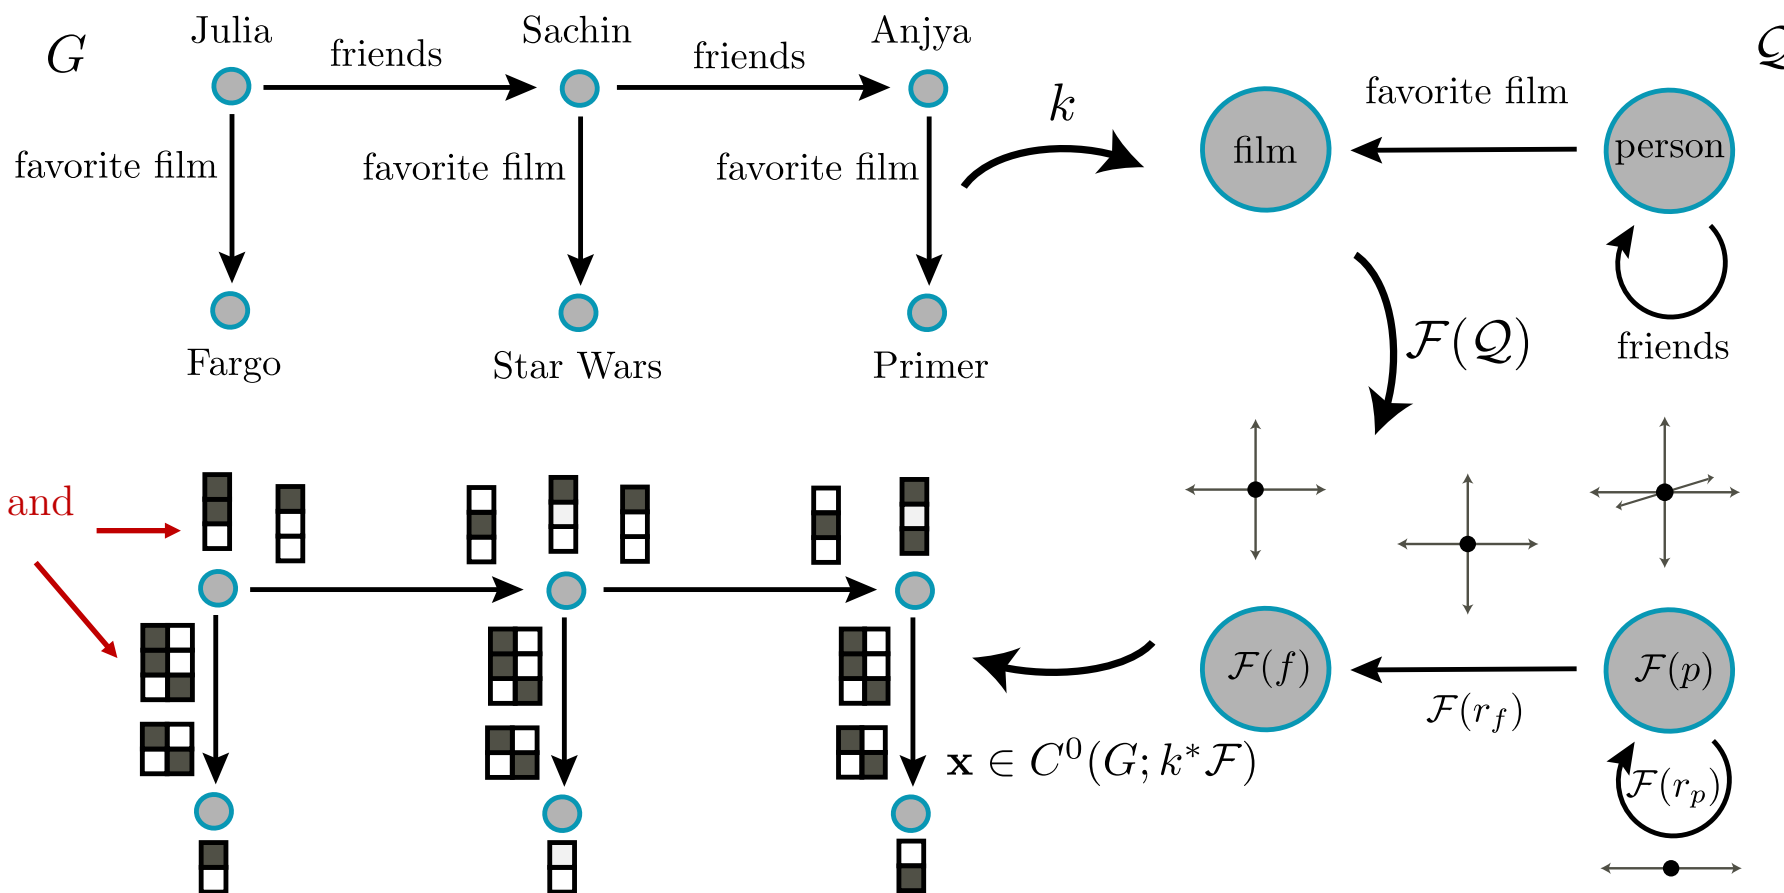 G
Julia
Sachin
Anjya
friends
friends
favorite film
favorite film
favorite film
Fargo
Star Wars
Primer
k
film
favorite film
person
𝒬
friends
ℱ(𝒬)
and
ℱ(f)
ℱ(r_f)
ℱ(p)
ℱ(r_p)
𝐱 ∈ C⁰(G; k*ℱ)